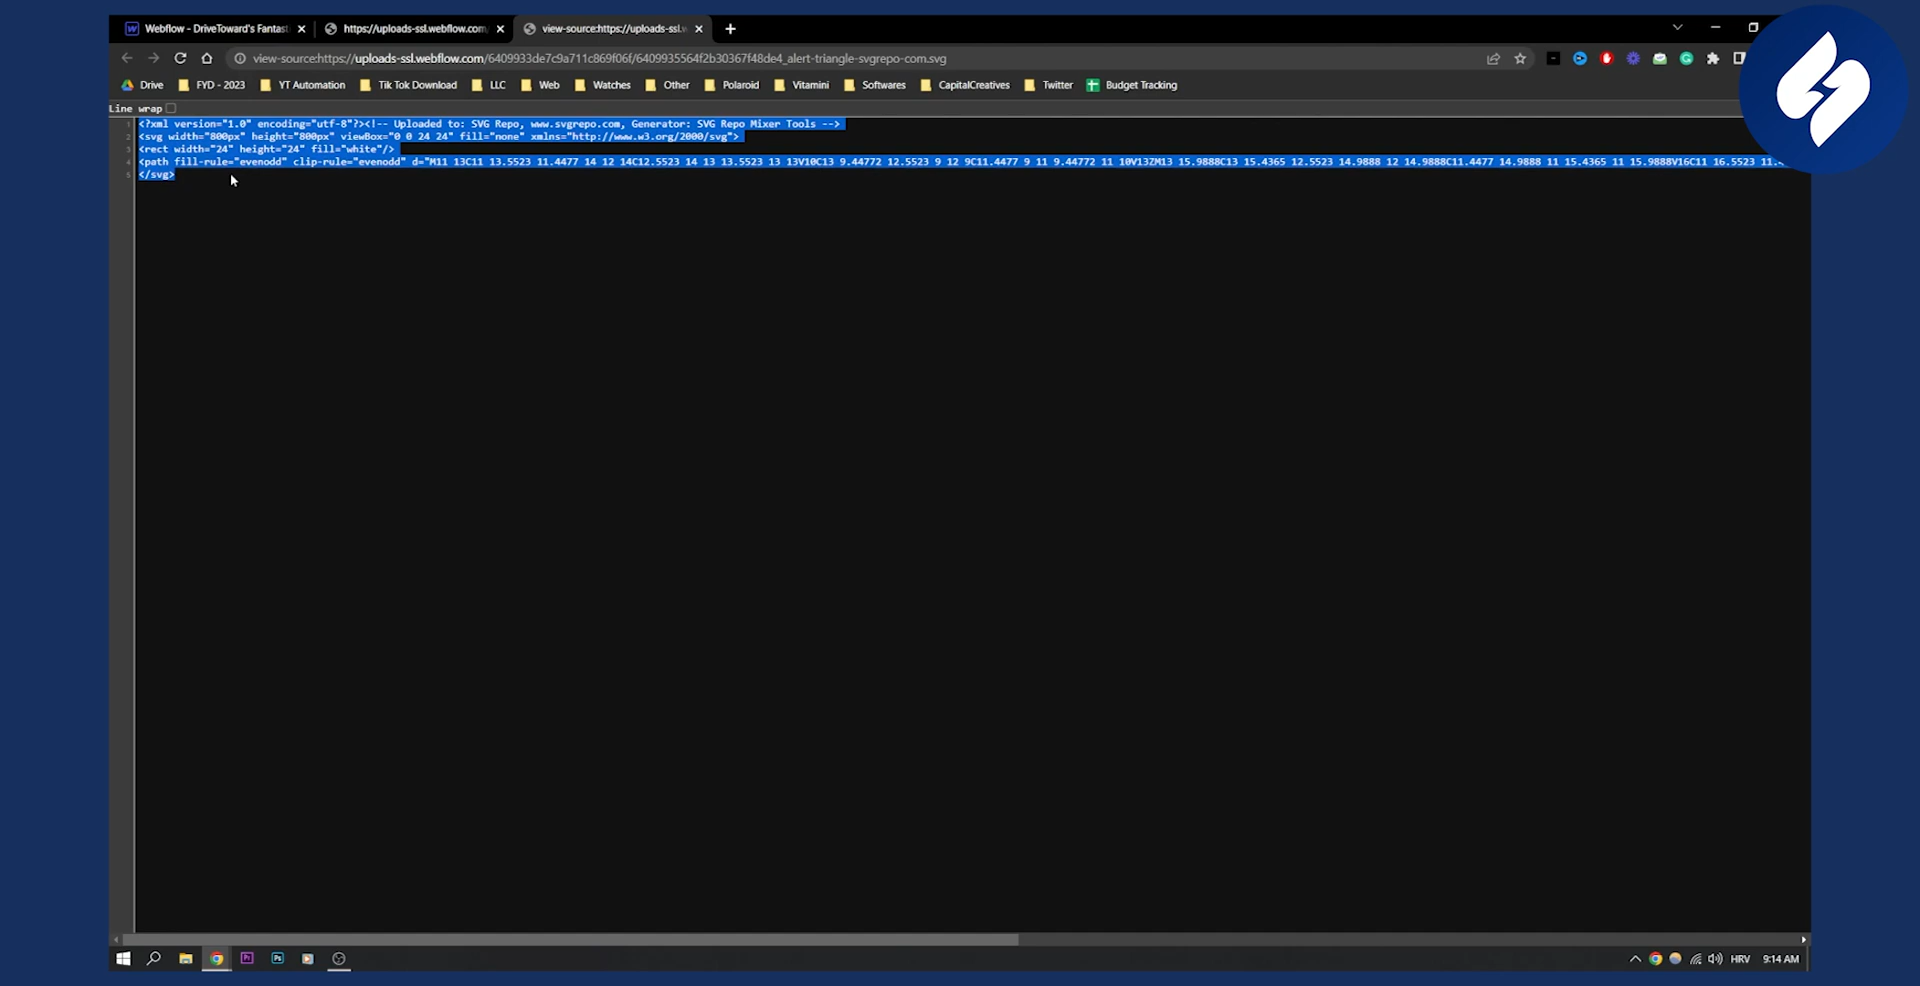 Webflow - DriveToward's Fantast
https://uploads-ssl.webflow.com
view-source:https://uploads-ssl.w
view-source:https://uploads-ssl.webflow.com/6409933de7c9a711c869f06f/6409935564f2b30367f48de4_alert-triangle-svgrepo-com.svg
Drive FYD - 2023 YT Automation Tik Tok Download LLC Web Watches Other Polaroid Vitamini Softwares CapitalCreatives Twitter Budget Tracking
Line wrap
1 <?xml version="1.0" encoding="utf-8"?><!-- Uploaded to: SVG Repo, www.svgrepo.com, Generator: SVG Repo Mixer Tools -->
2 <svg width="800px" height="800px" viewBox="0 0 24 24" fill="none" xmlns="http://www.w3.org/2000/svg">
3 <rect width="24" height="24" fill="white"/>
4 <path fill-rule="evenodd" clip-rule="evenodd" d="M11 13C11 13.5523 11.4477 14 12 14C12.5523 14 13 13.5523 13 13V10C13 9.44772 12.5523 9 12 9C11.4477 9 11 9.44772 11 10V13ZM13 15.9888C13 15.4365 12.5523 14.9888 12 14.9888C11.4477 14.9888 11 15.4365 11 15.9888V16C11 16.5523 11.4
5 </svg>
HRV 9:14 AM